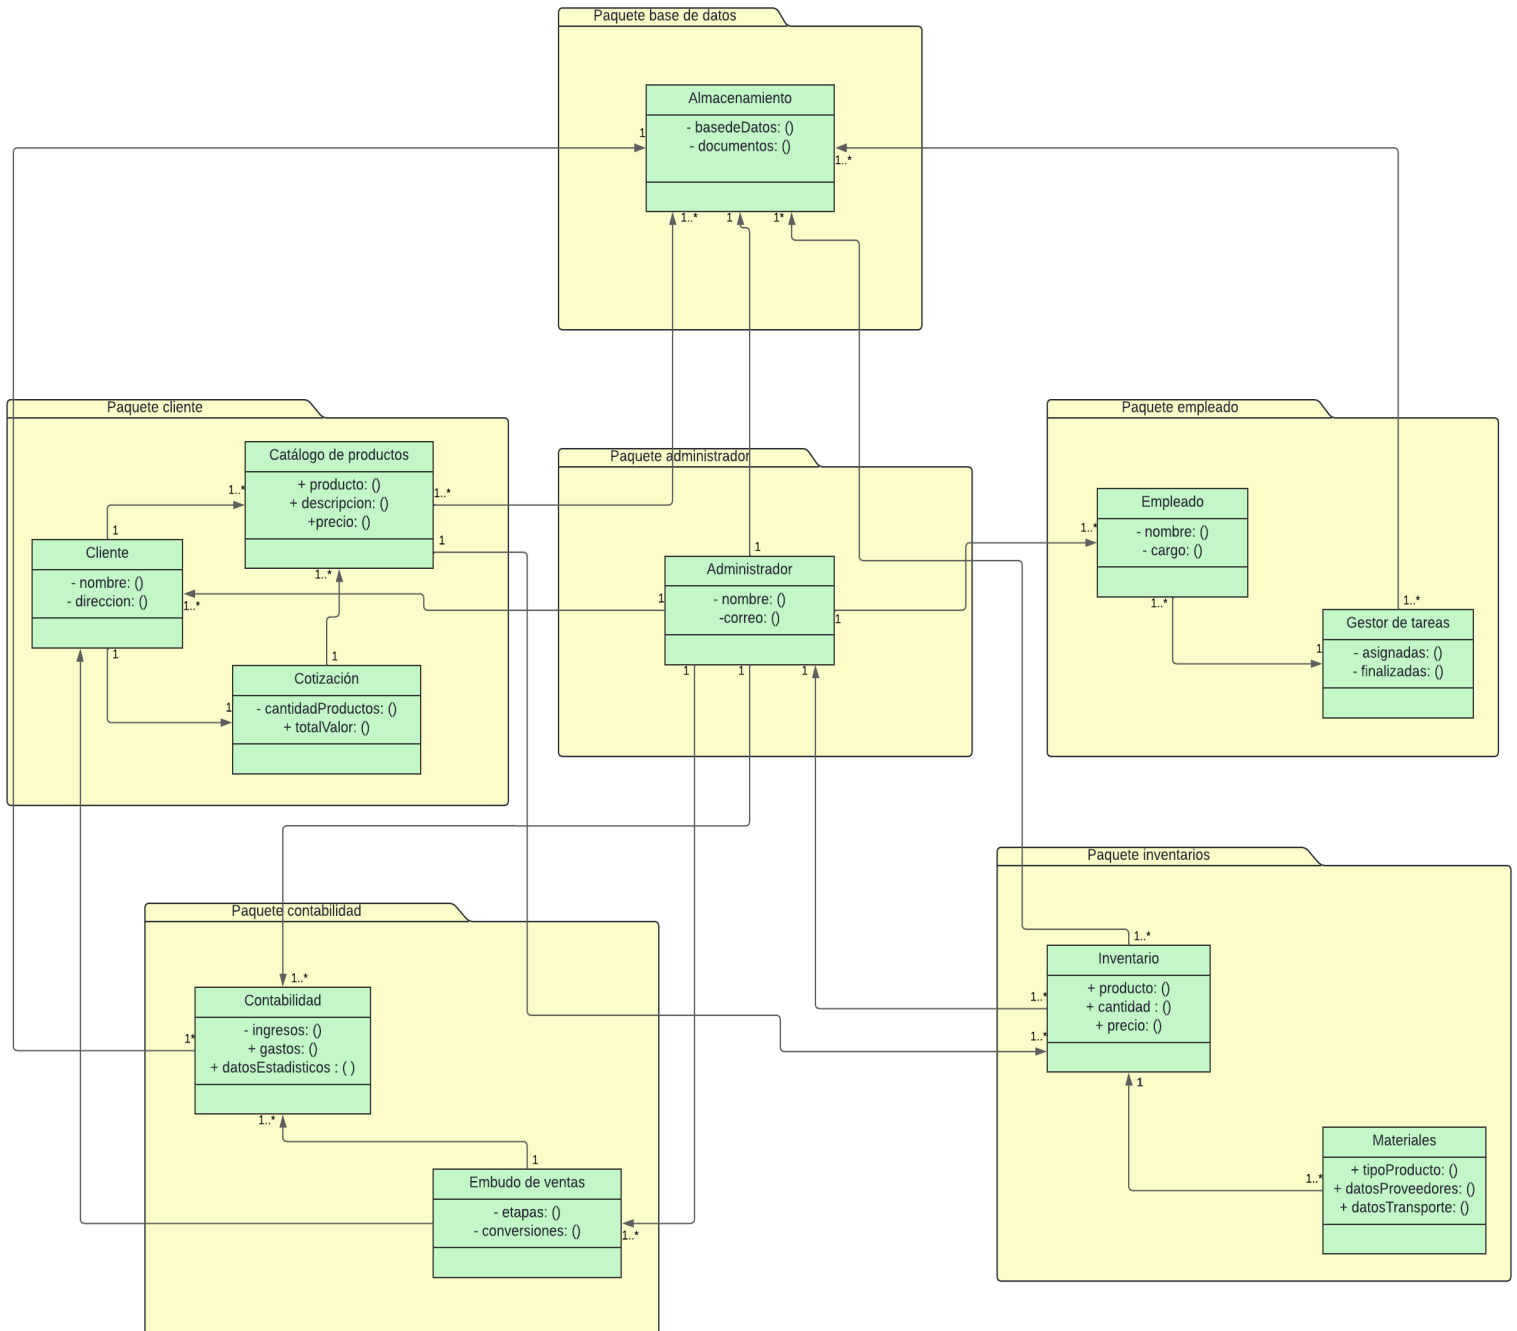 Paquete base de datos
Almacenamiento
- basedeDatos: ()
- documentos: ()
1
1..*
1..*
1
1*
Paquete cliente
Catálogo de productos
+ producto: ()
+ descripcion: ()
+precio: ()
1..*
1..*
1
1
1..*
Cliente
- nombre: ()
- direccion: ()
1..*
1
1
1
Cotización
- cantidadProductos: ()
+ totalValor: ()
Paquete administrador
1
Administrador
- nombre: ()
-correo: ()
1
1
1
1
1
Paquete empleado
1..*
Empleado
- nombre: ()
- cargo: ()
1..*
1..*
1
Gestor de tareas
- asignadas: ()
- finalizadas: ()
Paquete contabilidad
1..*
Contabilidad
1*
- ingresos: ()
+ gastos: ()
+ datosEstadisticos : ( )
1..*
1
Embudo de ventas
- etapas: ()
- conversiones: ()
1..*
Paquete inventarios
1..*
Inventario
1..*
+ producto: ()
+ cantidad : ()
+ precio: ()
1..*
1
Materiales
1..*
+ tipoProducto: ()
+ datosProveedores: ()
+ datosTransporte: ()